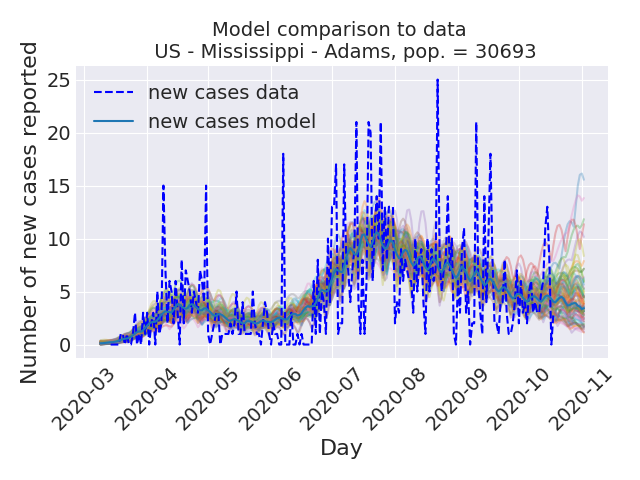 Model comparison to data
US - Mississippi - Adams, pop. = 30693
Number of new cases reported
25
20
15
10
5
0
new cases data
new cases model
2020-03
2020-04
2020-05
2020-06
2020-07
2020-08
2020-09
2020-10
2020-11
Day